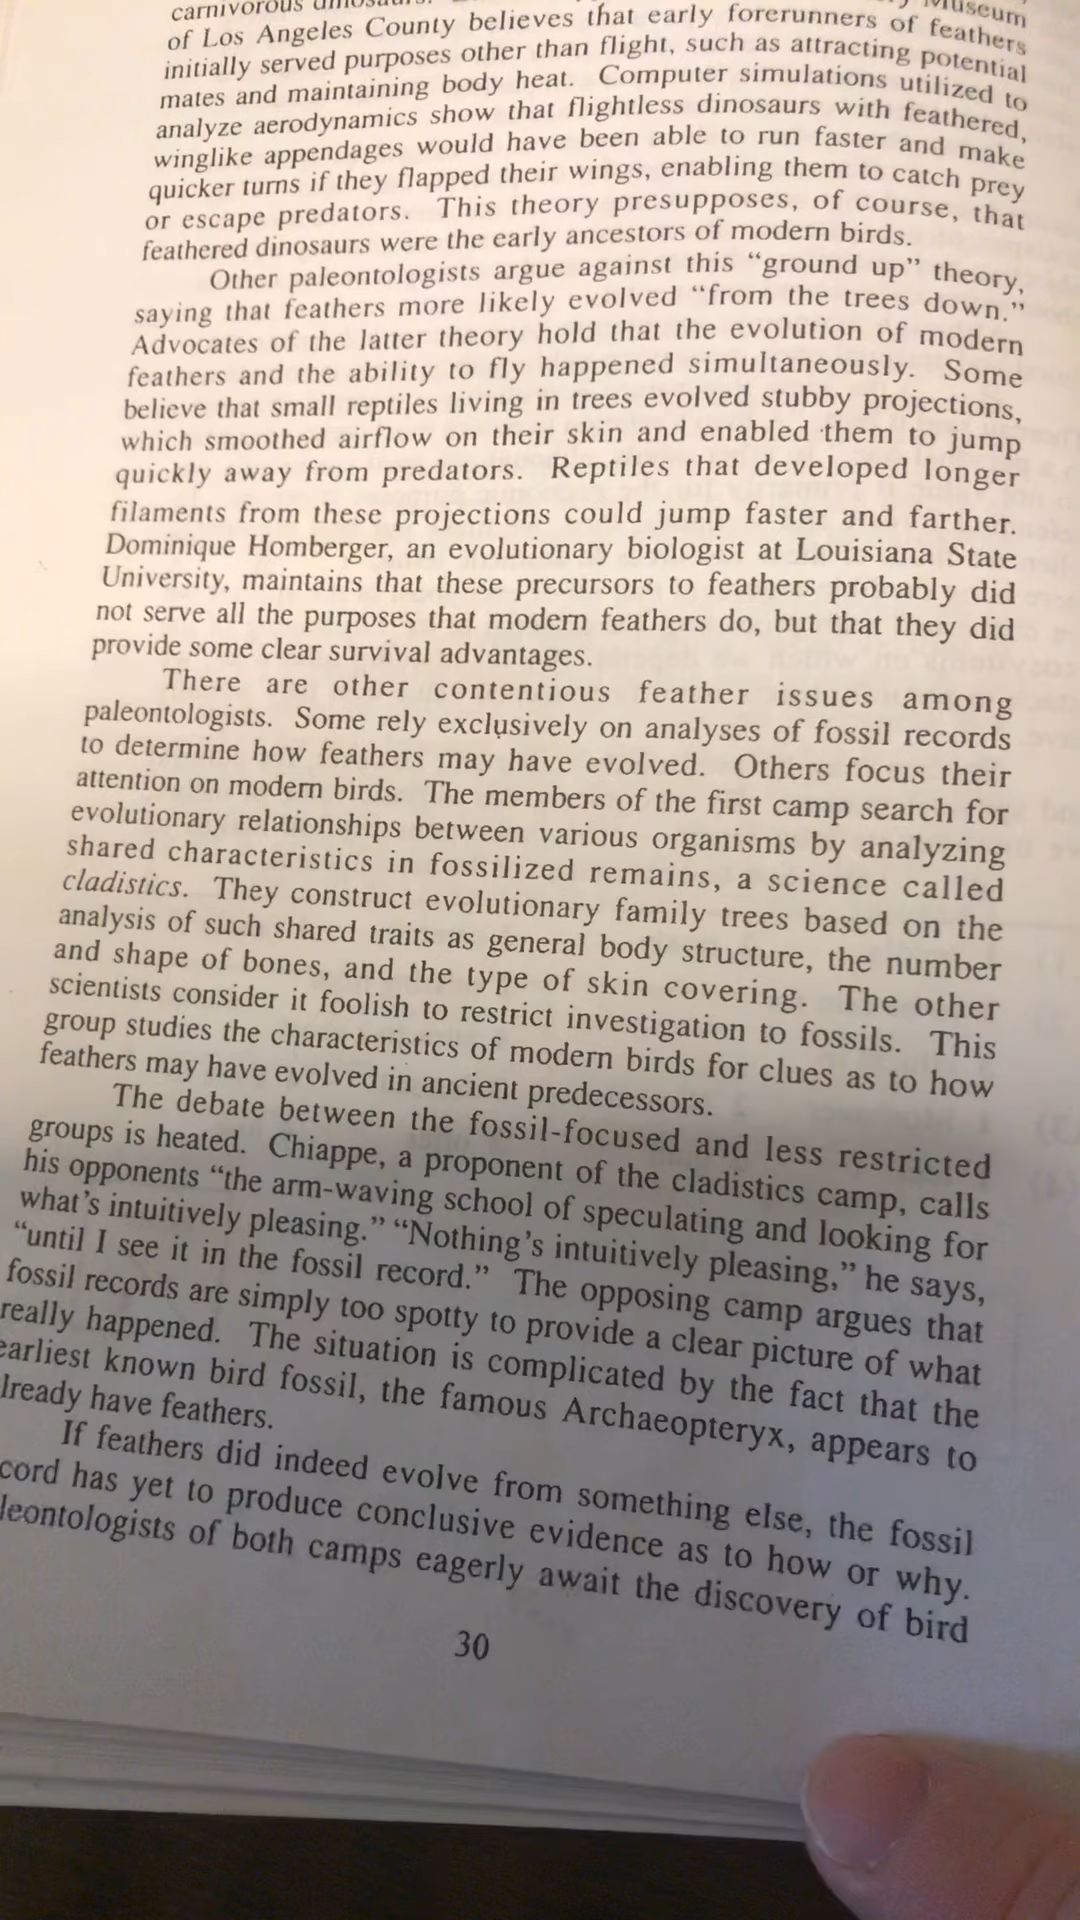 carnivorous dinosaurs. Museum
of Los Angeles County believes that early forerunners of feathers
initially served purposes other than flight, such as attracting potential
mates and maintaining body heat. Computer simulations utilized to
analyze aerodynamics show that flightless dinosaurs with feathered,
winglike appendages would have been able to run faster and make
quicker turns if they flapped their wings, enabling them to catch prey
or escape predators. This theory presupposes, of course, that
feathered dinosaurs were the early ancestors of modern birds.
Other paleontologists argue against this “ground up” theory,
saying that feathers more likely evolved “from the trees down.”
Advocates of the latter theory hold that the evolution of modern
feathers and the ability to fly happened simultaneously. Some
believe that small reptiles living in trees evolved stubby projections,
which smoothed airflow on their skin and enabled them to jump
quickly away from predators. Reptiles that developed longer
filaments from these projections could jump faster and farther.
Dominique Homberger, an evolutionary biologist at Louisiana State
University, maintains that these precursors to feathers probably did
not serve all the purposes that modern feathers do, but that they did
provide some clear survival advantages.
There are other contentious feather issues among
paleontologists. Some rely exclusively on analyses of fossil records
to determine how feathers may have evolved. Others focus their
attention on modern birds. The members of the first camp search for
evolutionary relationships between various organisms by analyzing
shared characteristics in fossilized remains, a science called
cladistics. They construct evolutionary family trees based on the
analysis of such shared traits as general body structure, the number
and shape of bones, and the type of skin covering. The other
scientists consider it foolish to restrict investigation to fossils. This
group studies the characteristics of modern birds for clues as to how
feathers may have evolved in ancient predecessors.
The debate between the fossil-focused and less restricted
groups is heated. Chiappe, a proponent of the cladistics camp, calls
his opponents “the arm-waving school of speculating and looking for
what’s intuitively pleasing.” “Nothing’s intuitively pleasing,” he says,
“until I see it in the fossil record.” The opposing camp argues that
fossil records are simply too spotty to provide a clear picture of what
really happened. The situation is complicated by the fact that the
earliest known bird fossil, the famous Archaeopteryx, appears to
lready have feathers.
If feathers did indeed evolve from something else, the fossil
cord has yet to produce conclusive evidence as to how or why.
leontologists of both camps eagerly await the discovery of bird
30